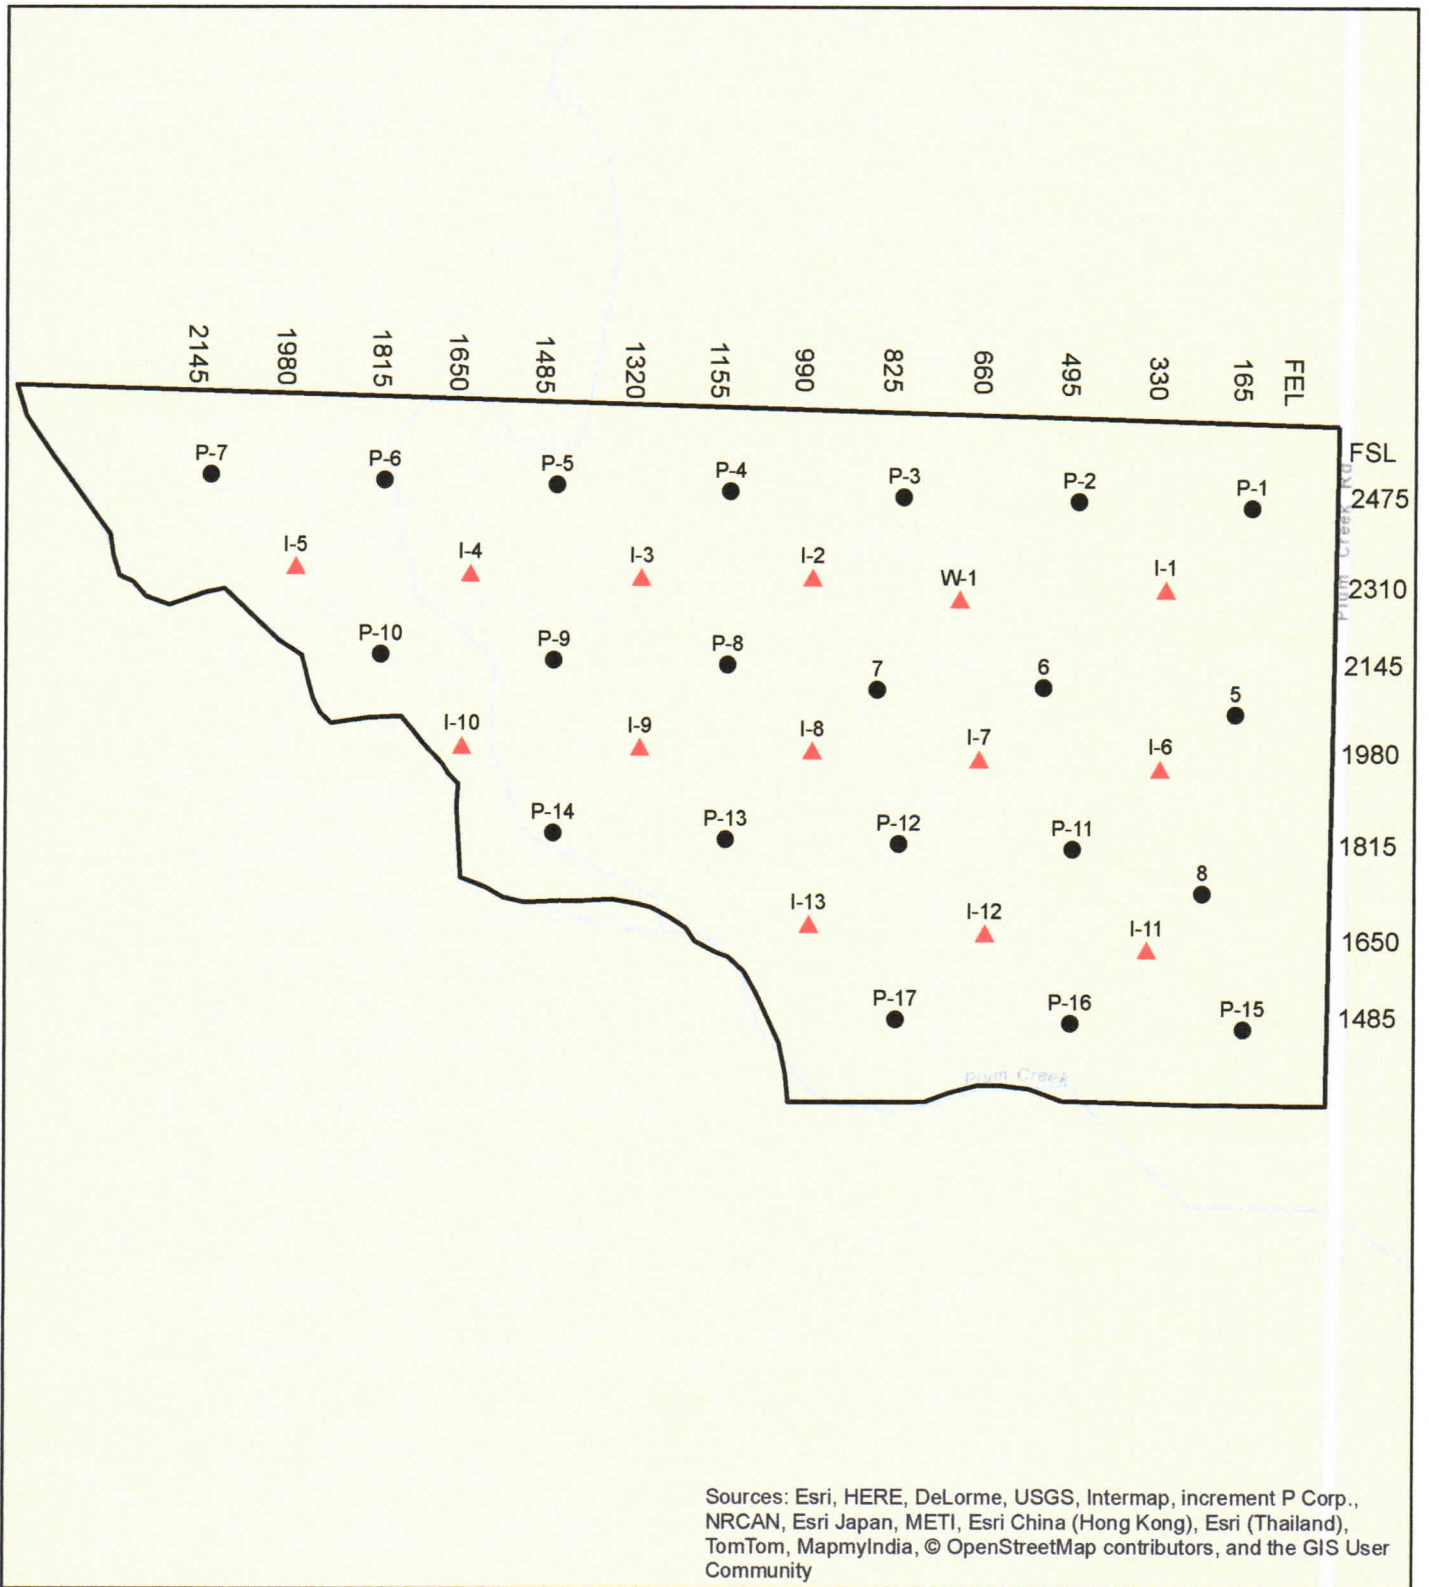 2145
1980
1815
1650
1485
1320
1155
990
825
660
495
330
165
FEL
FSL
P-7
P-6
P-5
P-4
P-3
P-2
P-1
2475
Plum Creek Rd
I-5
I-4
I-3
I-2
W-1
I-1
2310
P-10
P-9
P-8
7
6
5
2145
I-10
I-9
I-8
I-7
I-6
1980
P-14
P-13
P-12
P-11
8
1815
I-13
I-12
I-11
1650
P-17
P-16
P-15
1485
Plum Creek
Sources: Esri, HERE, DeLorme, USGS, Intermap, increment P Corp.,
NRCAN, Esri Japan, METI, Esri China (Hong Kong), Esri (Thailand),
TomTom, MapmyIndia, © OpenStreetMap contributors, and the GIS User
Community